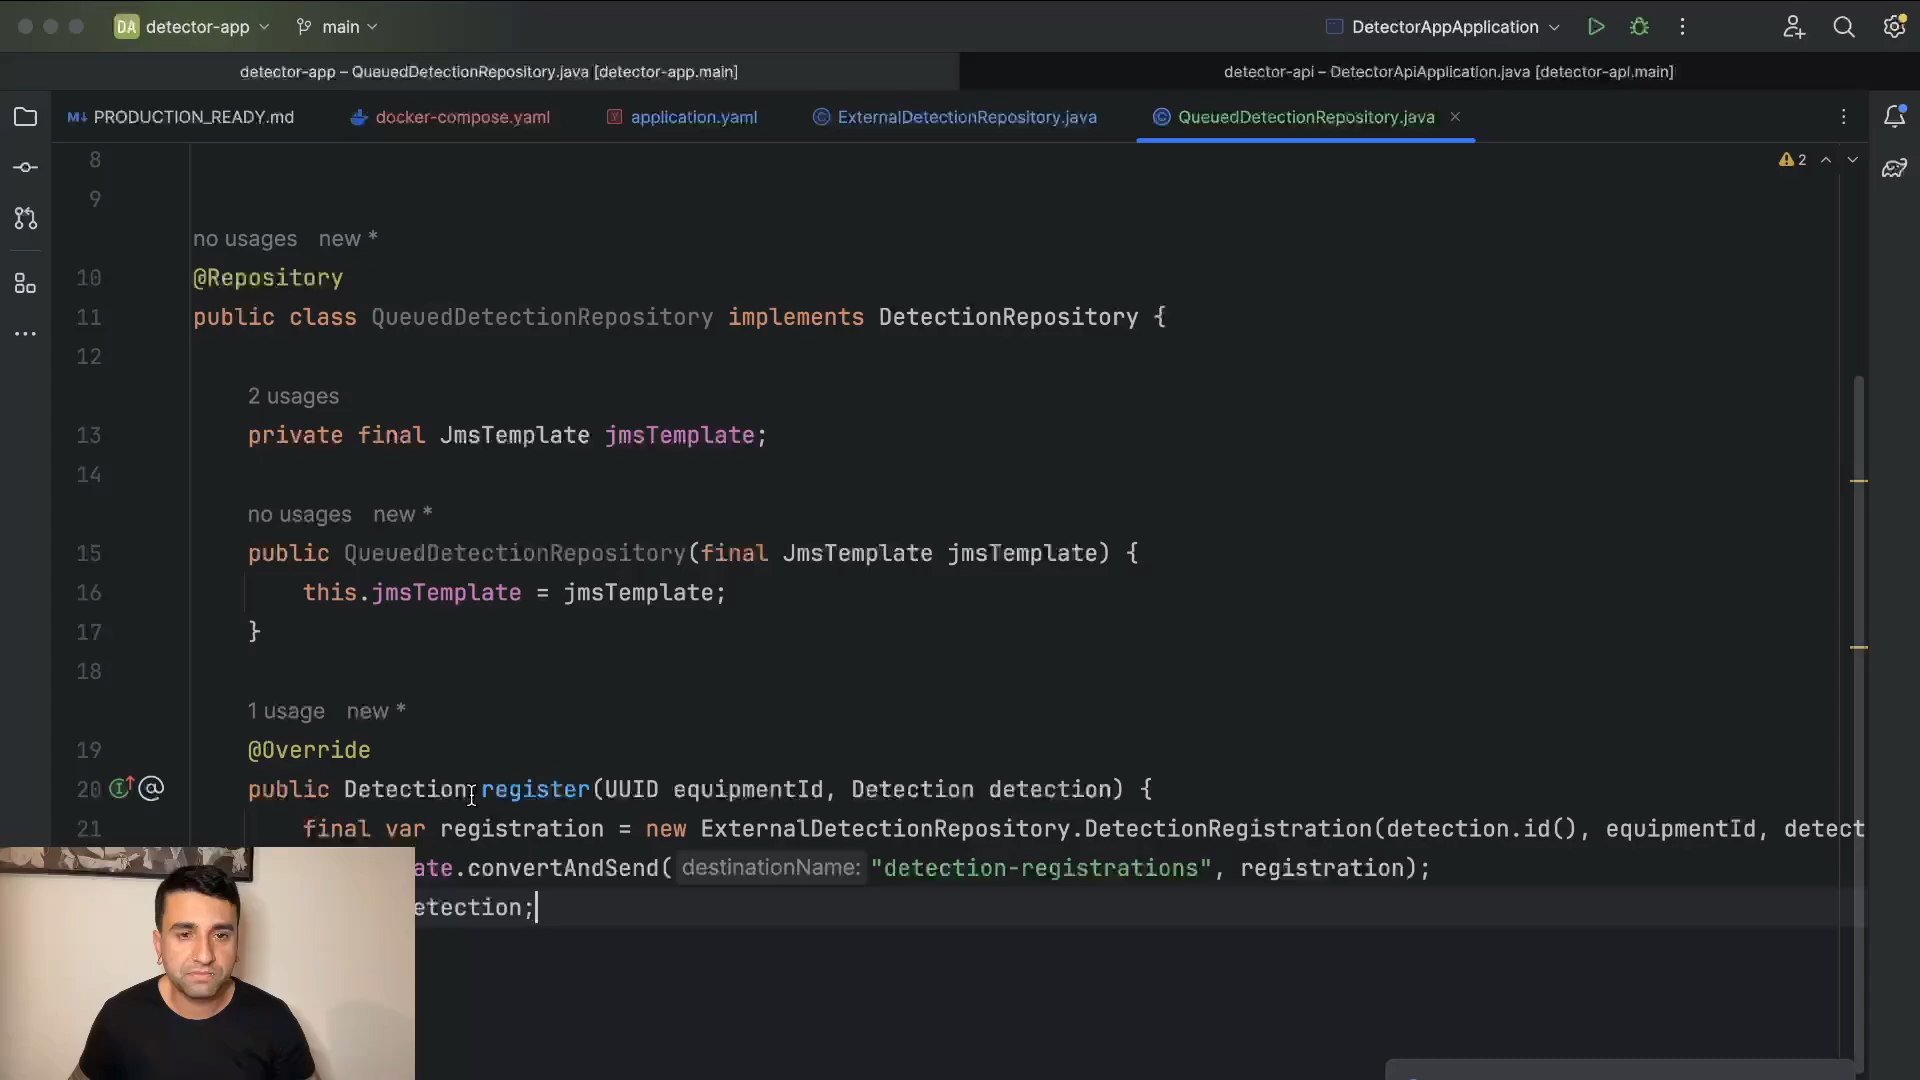 DA detector-app main DetectorAppApplication
detector-app – QueuedDetectionRepository.java [detector-app.main] detector-api – DetectorApiApplication.java [detector-api.main]
M↓ PRODUCTION_READY.md docker-compose.yaml application.yaml ExternalDetectionRepository.java QueuedDetectionRepository.java
8 2
9
no usages new *
10 @Repository
11 public class QueuedDetectionRepository implements DetectionRepository {
12
2 usages
13 private final JmsTemplate jmsTemplate;
14
no usages new *
15 public QueuedDetectionRepository(final JmsTemplate jmsTemplate) {
16 this.jmsTemplate = jmsTemplate;
17 }
18
1 usage new *
19 @Override
20 public Detection register(UUID equipmentId, Detection detection) {
21 final var registration = new ExternalDetectionRepository.DetectionRegistration(detection.id(), equipmentId, detect
ate.convertAndSend( destinationName: "detection-registrations", registration);
etection;